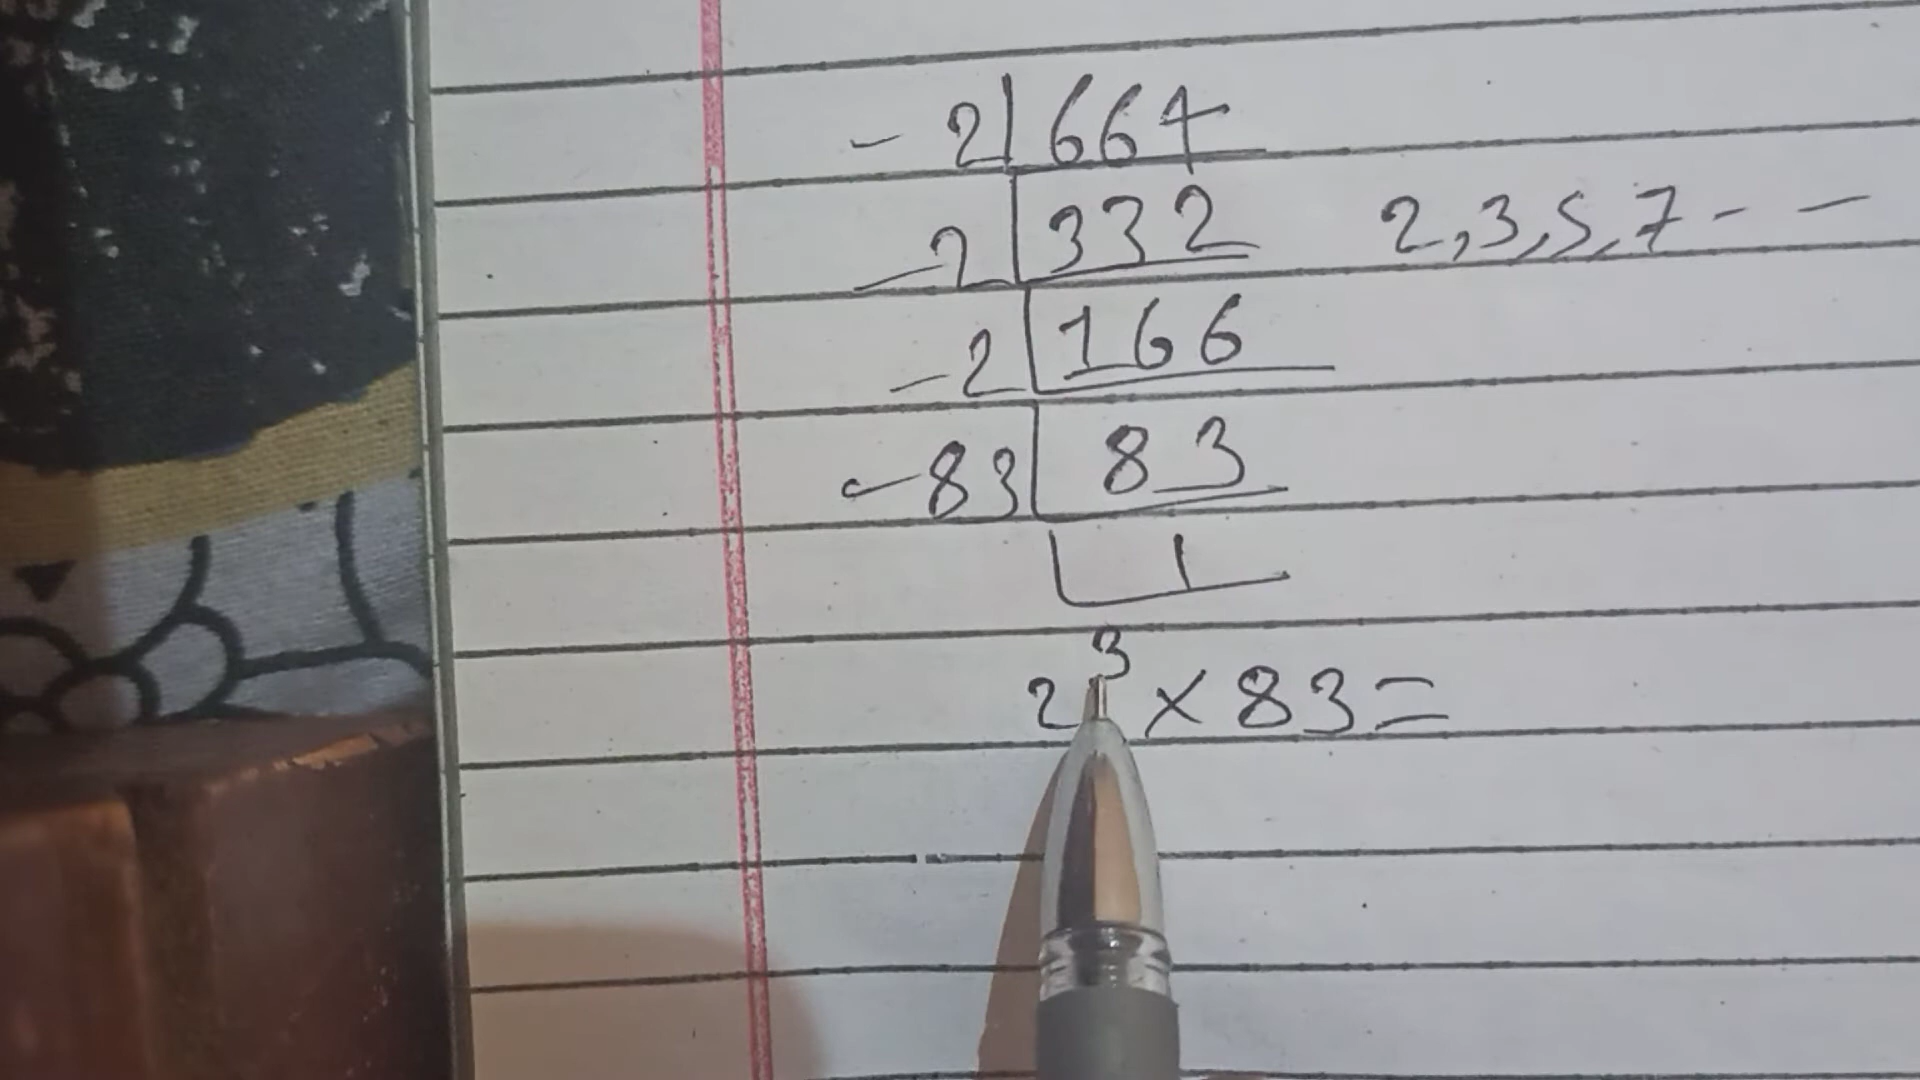 - 2 | 664
- 2 | 332 2,3,5,7 - -
- 2 | 166
- 83 | 83
1
2³ × 83 =